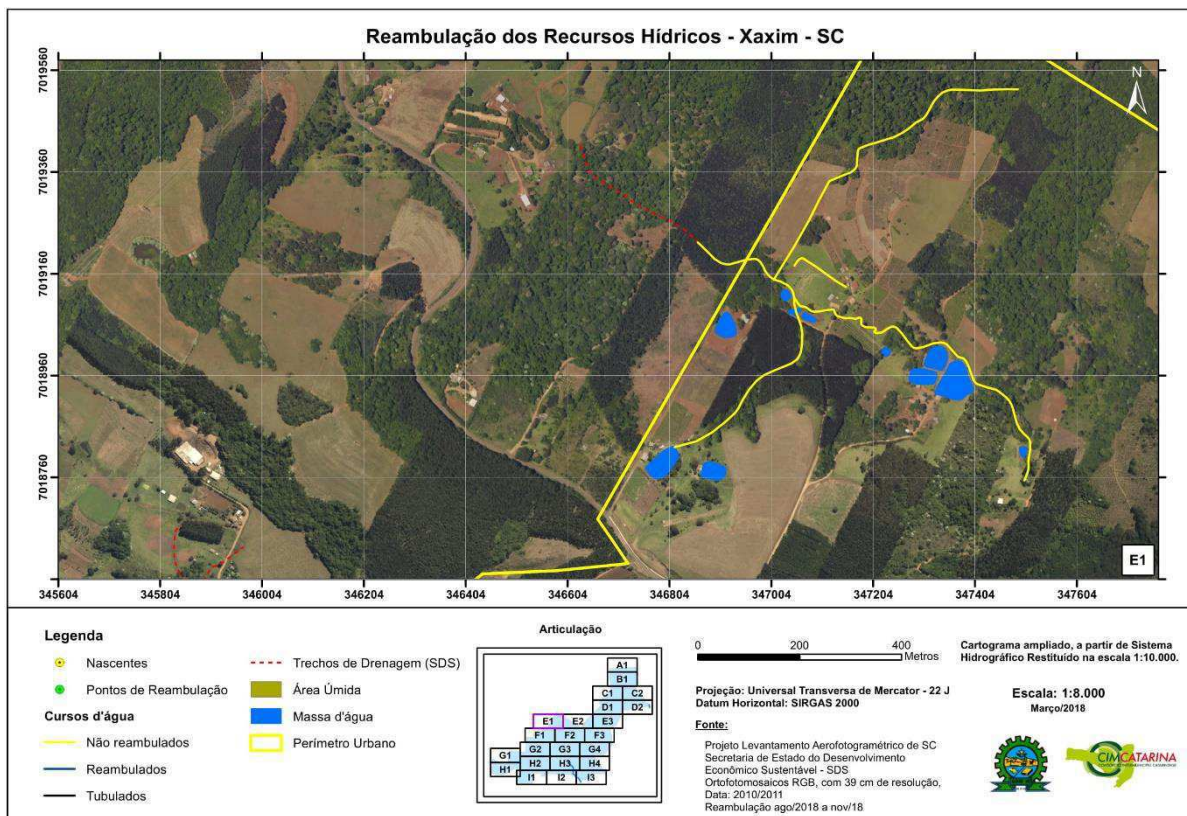 Reambulação dos Recursos Hídricos - Xaxim - SC
7019560
7019360
7019160
7018960
7018760
N
E1
345604 345804 346004 346204 346404 346604 346804 347004 347204 347404 347604
Legenda
Nascentes
Pontos de Reambulação
Cursos d'água
Não reambulados
Reambulados
Tubulados
Trechos de Drenagem (SDS)
Área Úmida
Massa d'água
Perímetro Urbano
Articulação
A1
B1
C1 C2
D1 D2
E1 E2 E3
F1 F2 F3
G1 G2 G3 G4
H1 H2 H3 H4
I1 I2 I3
0 200 400
Metros
Projeção: Universal Transversa de Mercator - 22 J
Datum Horizontal: SIRGAS 2000
Fonte:
Projeto Levantamento Aerofotogramétrico de SC
Secretaria de Estado do Desenvolvimento
Econômico Sustentável - SDS
Ortofotomosaicos RGB, com 39 cm de resolução,
Data: 2010/2011
Reambulação ago/2018 a nov/18
Cartograma ampliado, a partir de Sistema
Hidrográfico Restituído na escala 1:10.000.
Escala: 1:8.000
Março/2018
CIMCATARINA